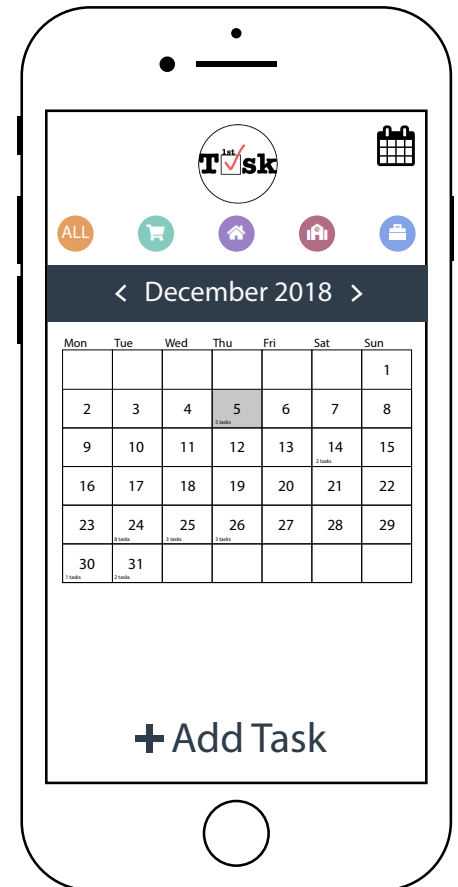 1st
T sk
ALL
< December 2018 >
Mon Tue Wed Thu Fri Sat Sun
1
2 3 4 5 6 7 8
5 tasks
9 10 11 12 13 14 15
2 tasks
16 17 18 19 20 21 22
23 24 25 26 27 28 29
8 tasks 3 tasks 3 tasks
30 31
1 tasks 2 tasks
+ Add Task